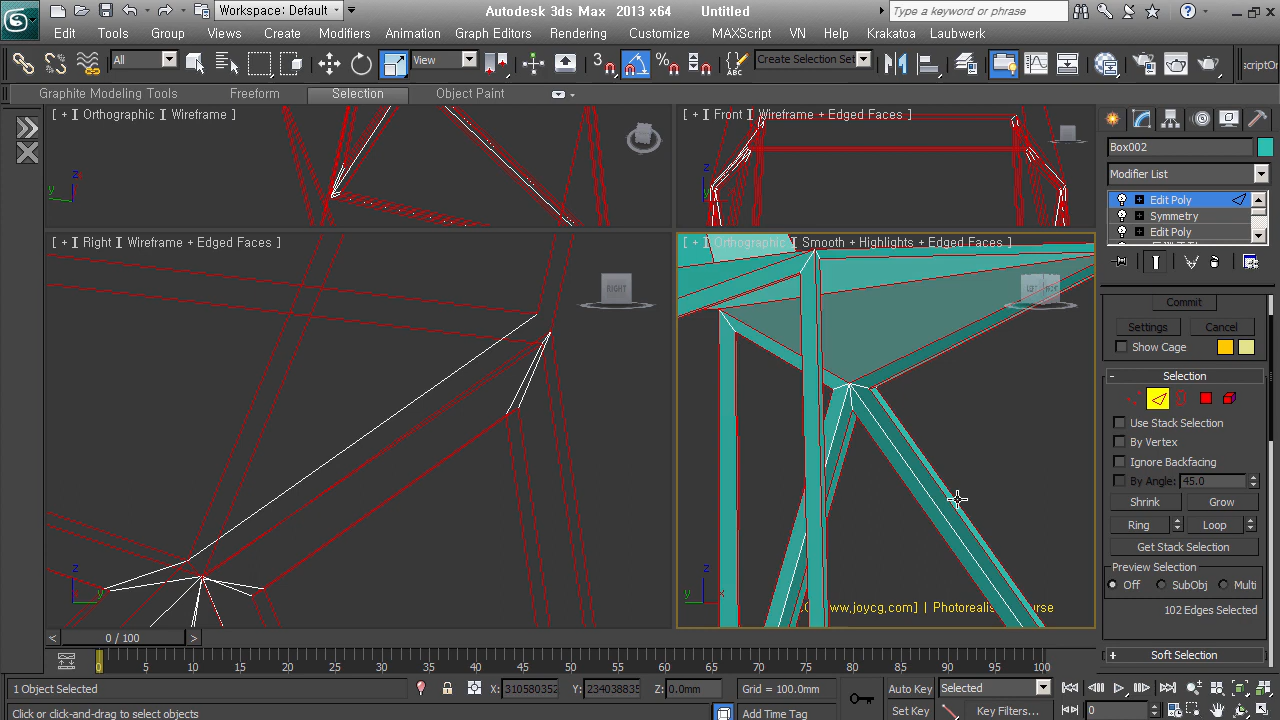 Workspace: Default
Autodesk 3ds Max 2013 x64 Untitled
Type a keyword or phrase
Edit Tools Group Views Create Modifiers Animation Graph Editors Rendering Customize MAXScript VN Help Krakatoa Laubwerk
All View 3 Create Selection Set
Graphite Modeling Tools Freeform Selection Object Paint
[ + ] Orthographic ] Wireframe ]
[ + ] Front ] Wireframe + Edged Faces ]
Box002
Modifier List
Edit Poly
Symmetry
Edit Poly
[ + ] Right ] Wireframe + Edged Faces ]
RIGHT
[ + ] Orthographic ] Smooth + Highlights + Edged Faces ]
Commit
Settings Cancel
Show Cage
- Selection
Use Stack Selection
By Vertex
Ignore Backfacing
By Angle: 45.0
Shrink Grow
Ring Loop
Get Stack Selection
Preview Selection
Off SubObj Multi
102 Edges Selected
+ Soft Selection
www.joycg.com] | Photorealis
< 0 / 100 >
0 5 10 15 20 25 30 35 40 45 50 55 60 65 70 75 80 85 90 95 100
1 Object Selected X: 310580352 Y: 234038835 Z: 0.0mm Grid = 100.0mm Auto Key Selected
Click or click-and-drag to select objects Add Time Tag Set Key Key Filters... 0